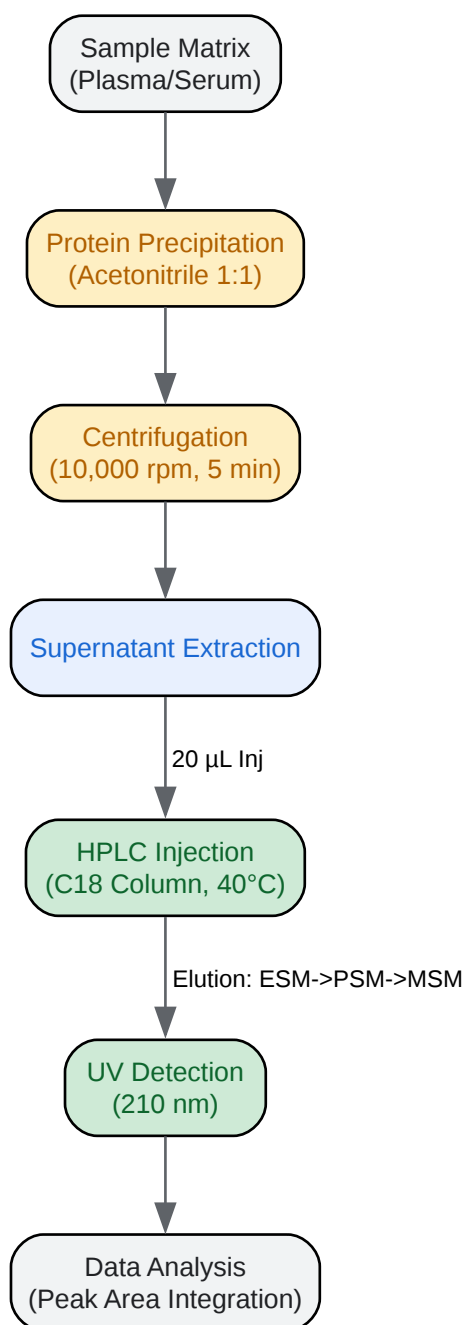 Sample Matrix
(Plasma/Serum)
Protein Precipitation
(Acetonitrile 1:1)
Centrifugation
(10,000 rpm, 5 min)
Supernatant Extraction
20 µL Inj
HPLC Injection
(C18 Column, 40°C)
Elution: ESM->PSM->MSM
UV Detection
(210 nm)
Data Analysis
(Peak Area Integration)